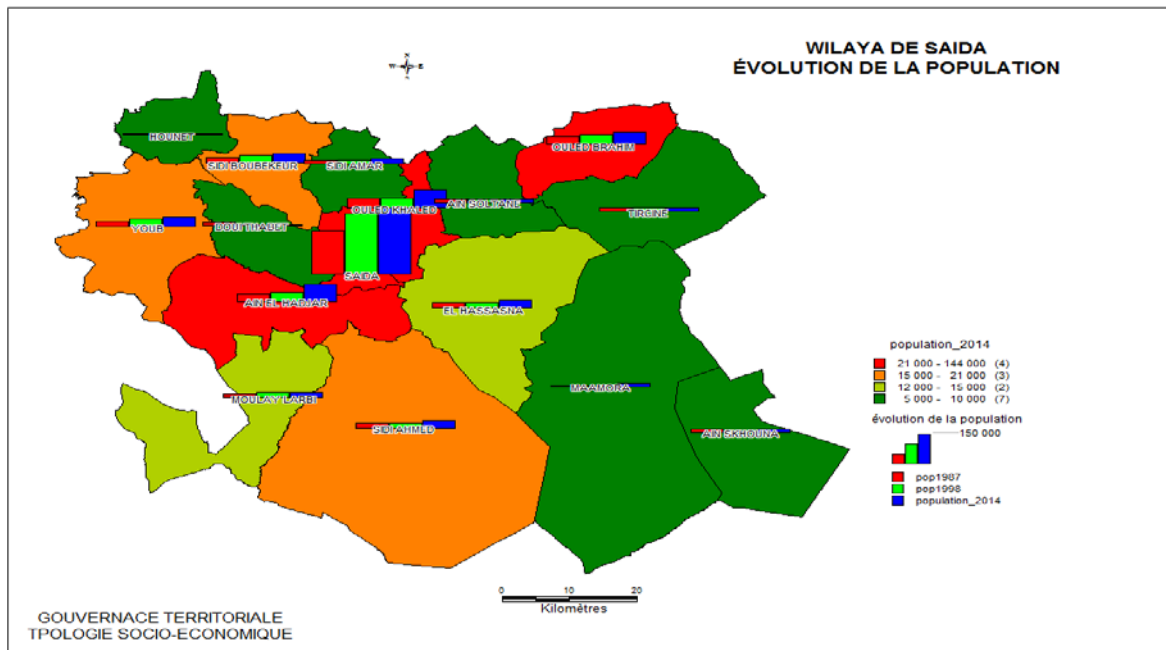 WILAYA DE SAIDA
ÉVOLUTION DE LA POPULATION
N
W E
S
HOUNET
SIDI BOUBEKEUR
SIDI AMAR
OULED BRAHIM
OULED KHALED
AIN SOLTANE
TIRCINE
YOUB
DOUI THABET
SAIDA
AIN EL HADJAR
EL HASSASNA
MOULAY LARBI
SIDI AHMED
MAAMORA
AIN SKHOUNA
population_2014
21 000 - 144 000 (4)
15 000 - 21 000 (3)
12 000 - 15 000 (2)
5 000 - 10 000 (7)
évolution de la population
150 000
pop1987
pop1998
population_2014
0 10 20
Kilomètres
GOUVERNACE TERRITORIALE
TPOLOGIE SOCIO-ECONOMIQUE